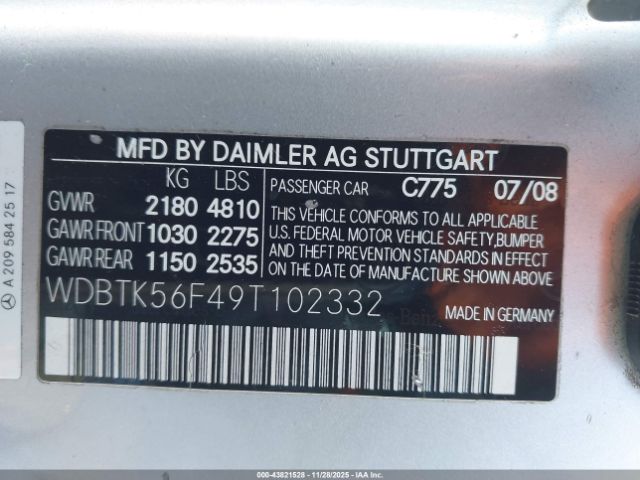 MFD BY DAIMLER AG STUTTGART
KG LBS
GVWR 2180 4810
GAWR FRONT 1030 2275
GAWR REAR 1150 2535
PASSENGER CAR C775 07/08
THIS VEHICLE CONFORMS TO ALL APPLICABLE
U.S. FEDERAL MOTOR VEHICLE SAFETY, BUMPER
AND THEFT PREVENTION STANDARDS IN EFFECT
ON THE DATE OF MANUFACTURE SHOWN ABOVE.
WDBTK56F49T102332
MADE IN GERMANY
A 209 584 25 17
000-43821528 - 11/28/2025 - IAAHOLDINGS, LLC - COPART